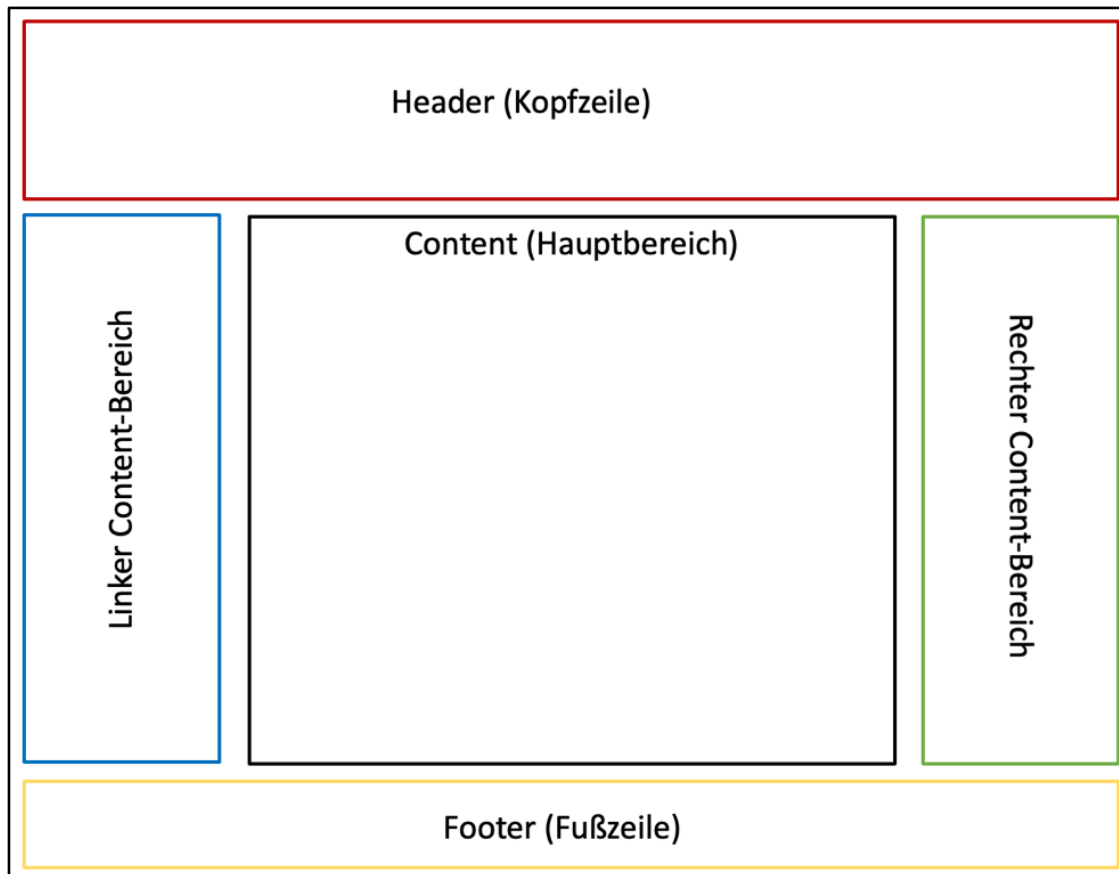 Header (Kopfzeile)
Linker Content-Bereich
Content (Hauptbereich)
Rechter Content-Bereich
Footer (Fußzeile)